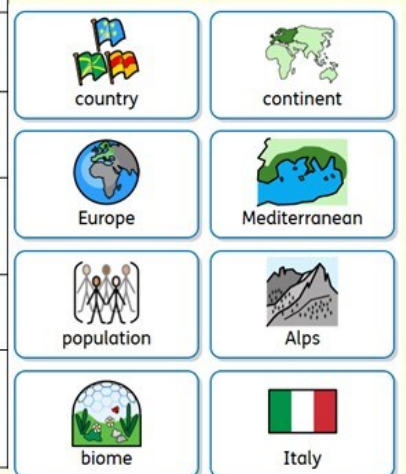 country
continent
Europe
Mediterranean
population
Alps
biome
Italy